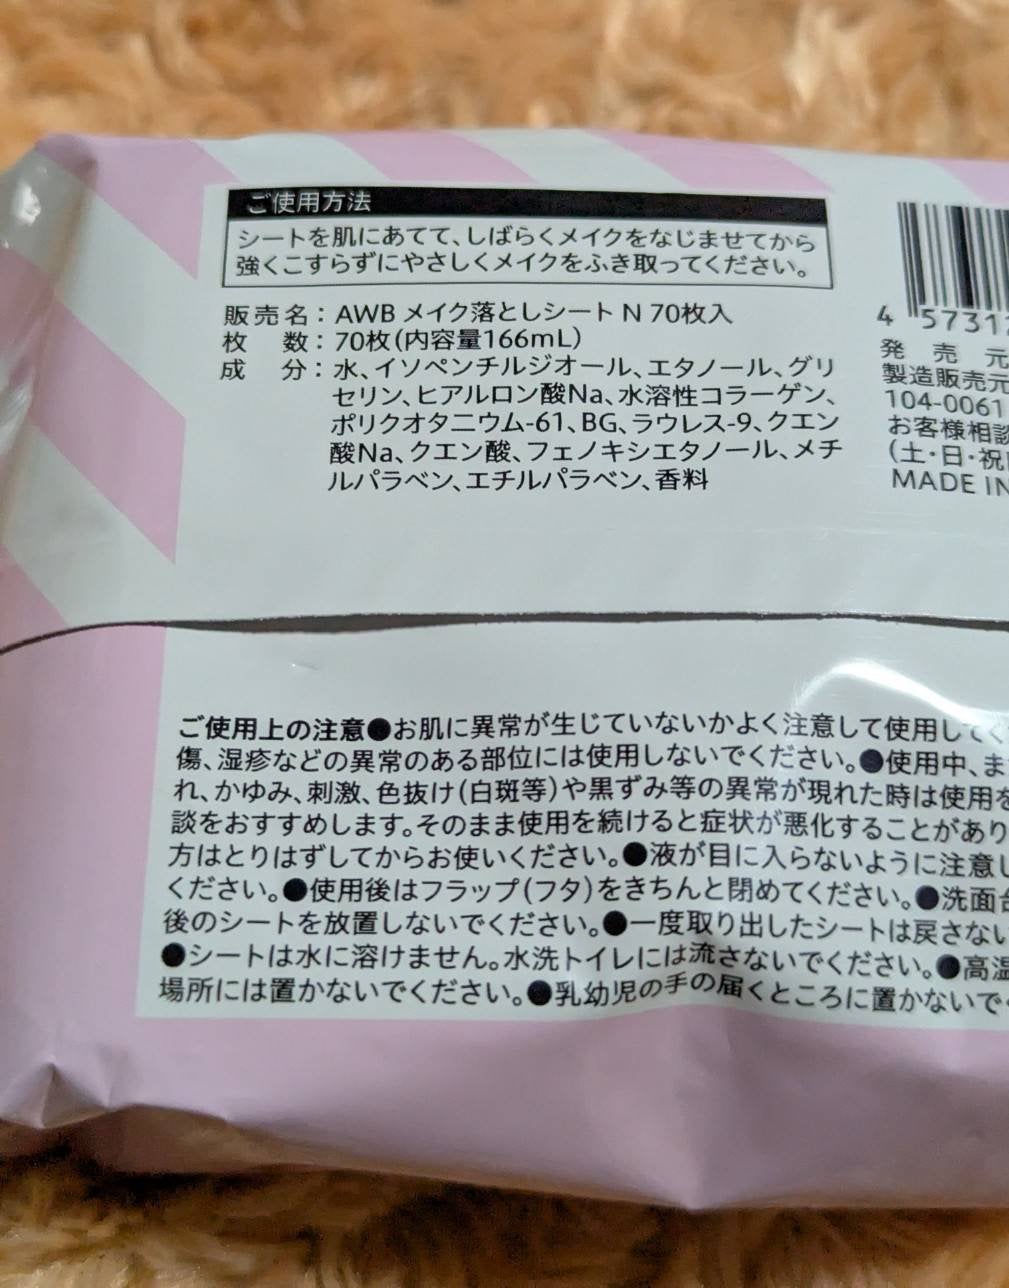 ご使用方法
シートを肌にあてて、しばらくメイクをなじませてから
強くこすらずにやさしくメイクをふき取ってください。
販売名：AWB メイク落としシート N 70枚入
枚　数：70枚(内容量166mL)
成　分：水、イソペンチルジオール、エタノール、グリ
セリン、ヒアルロン酸Na、水溶性コラーゲン、
ポリクオタニウム-61、BG、ラウレス-9、クエン
酸Na、クエン酸、フェノキシエタノール、メチ
ルパラベン、エチルパラベン、香料
4 57317
発　売　元
製造販売元
104-0061
お客様相談
(土・日・祝
MADE IN
ご使用上の注意●お肌に異常が生じていないかよく注意して使用してく
傷、湿疹などの異常のある部位には使用しないでください。●使用中、ま
れ、かゆみ、刺激、色抜け(白斑等)や黒ずみ等の異常が現れた時は使用を
談をおすすめします。そのまま使用を続けると症状が悪化することがあり
方はとりはずしてからお使いください。●液が目に入らないように注意し
ください。●使用後はフラップ(フタ)をきちんと閉めてください。●洗面台
後のシートを放置しないでください。●一度取り出したシートは戻さない
●シートは水に溶けません。水洗トイレには流さないでください。●高温
場所には置かないでください。●乳幼児の手の届くところに置かないで